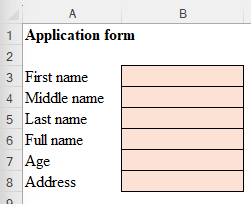 A B
1 Application form
2
3 First name
4 Middle name
5 Last name
6 Full name
7 Age
8 Address
9